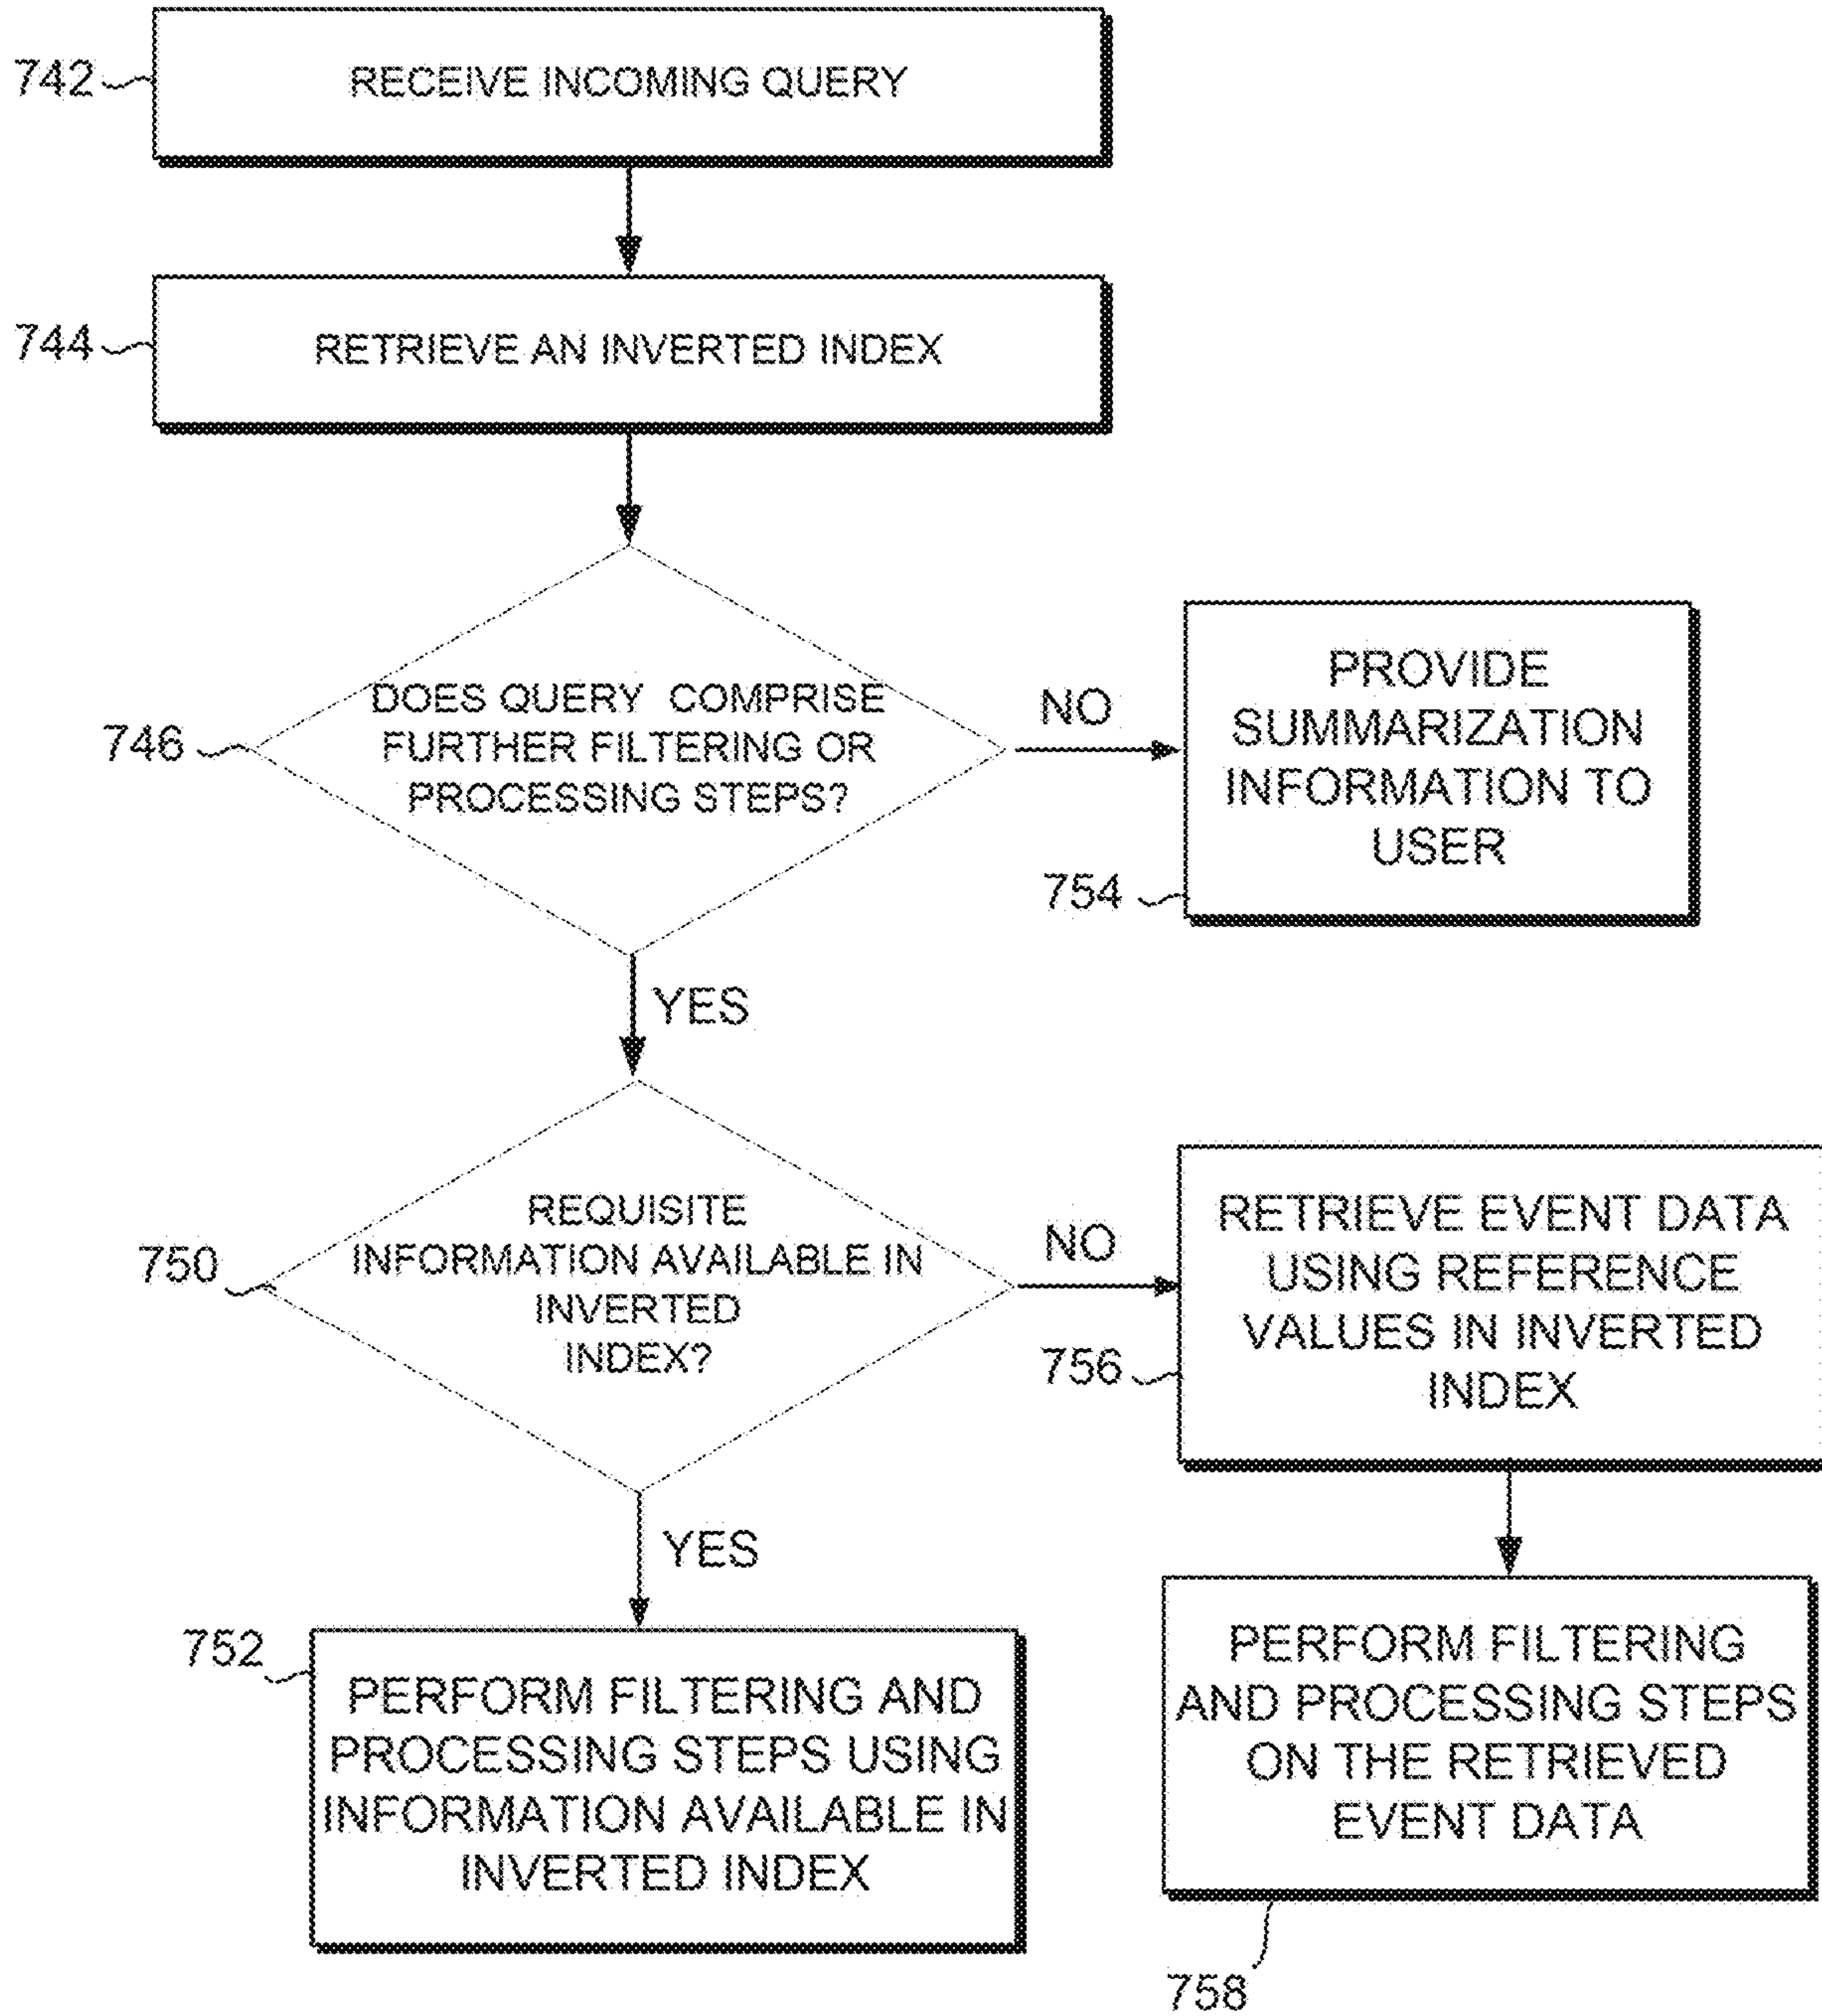 742
RECEIVE INCOMING QUERY
744
RETRIEVE AN INVERTED INDEX
746
DOES QUERY COMPRISE
FURTHER FILTERING OR
PROCESSING STEPS?
NO
PROVIDE
SUMMARIZATION
INFORMATION TO
USER
754
YES
750
REQUISITE
INFORMATION AVAILABLE IN
INVERTED
INDEX?
NO
RETRIEVE EVENT DATA
USING REFERENCE
VALUES IN INVERTED
INDEX
756
YES
752
PERFORM FILTERING AND
PROCESSING STEPS USING
INFORMATION AVAILABLE IN
INVERTED INDEX
PERFORM FILTERING
AND PROCESSING STEPS
ON THE RETRIEVED
EVENT DATA
758